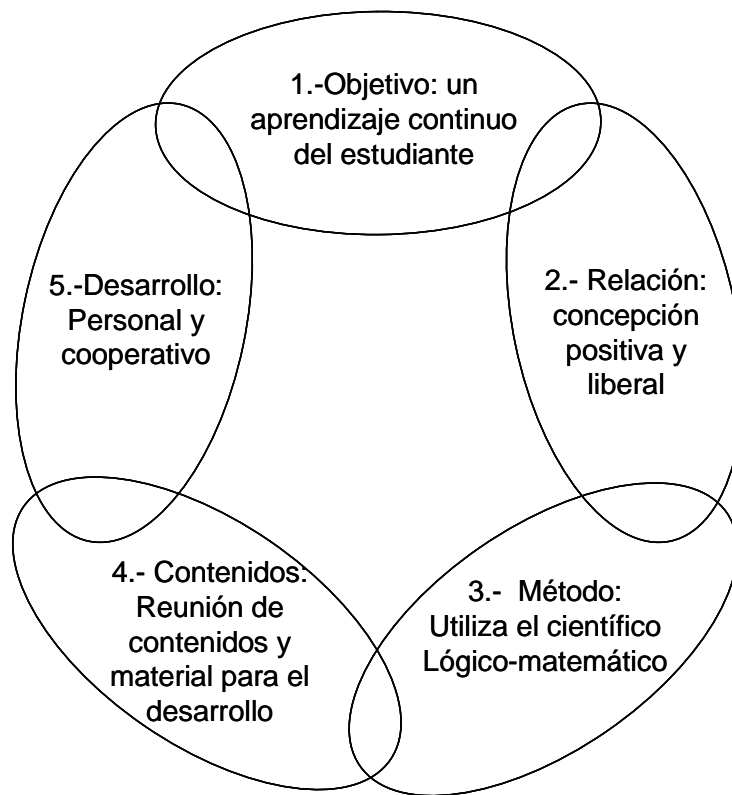 1.-Objetivo: un
aprendizaje continuo
del estudiante
2.- Relación:
concepción
positiva y
liberal
3.- Método:
Utiliza el científico
Lógico-matemático
4.- Contenidos:
Reunión de
contenidos y
material para el
desarrollo
5.-Desarrollo:
Personal y
cooperativo